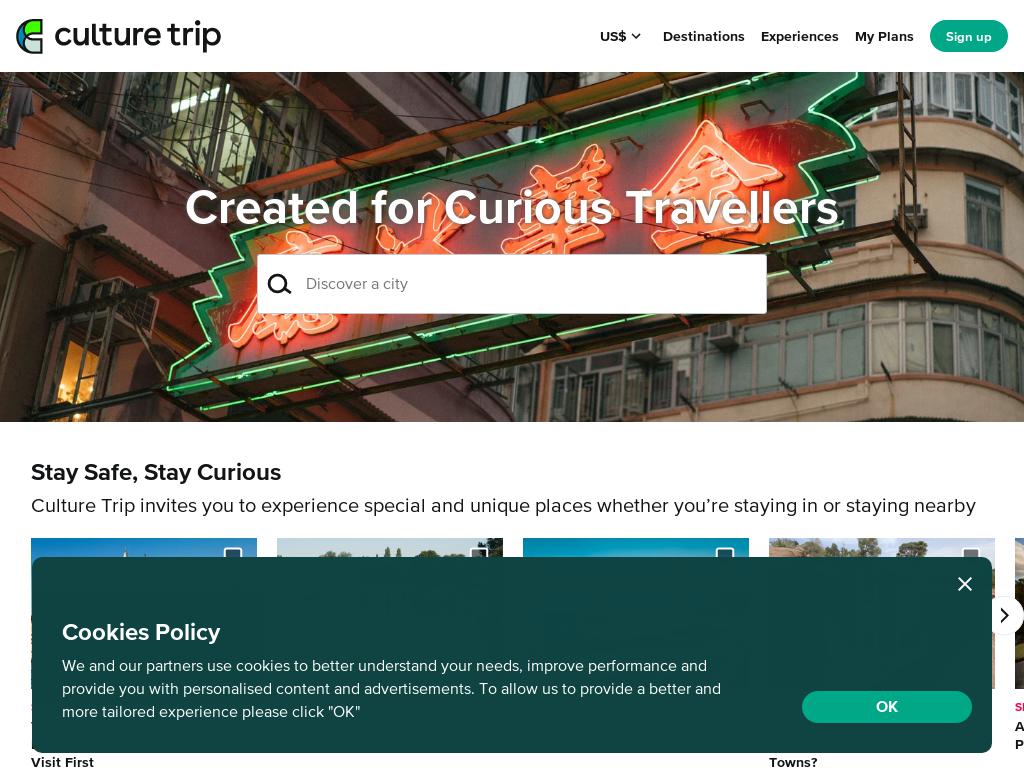 culture trip
US$
Destinations
Experiences
My Plans
Sign up
Created for Curious Travellers
Discover a city
Stay Safe, Stay Curious
Culture Trip invites you to experience special and unique places whether you’re staying in or staying nearby
Cookies Policy
We and our partners use cookies to better understand your needs, improve performance and
provide you with personalised content and advertisements. To allow us to provide a better and
more tailored experience please click "OK"
OK
Visit First
Towns?